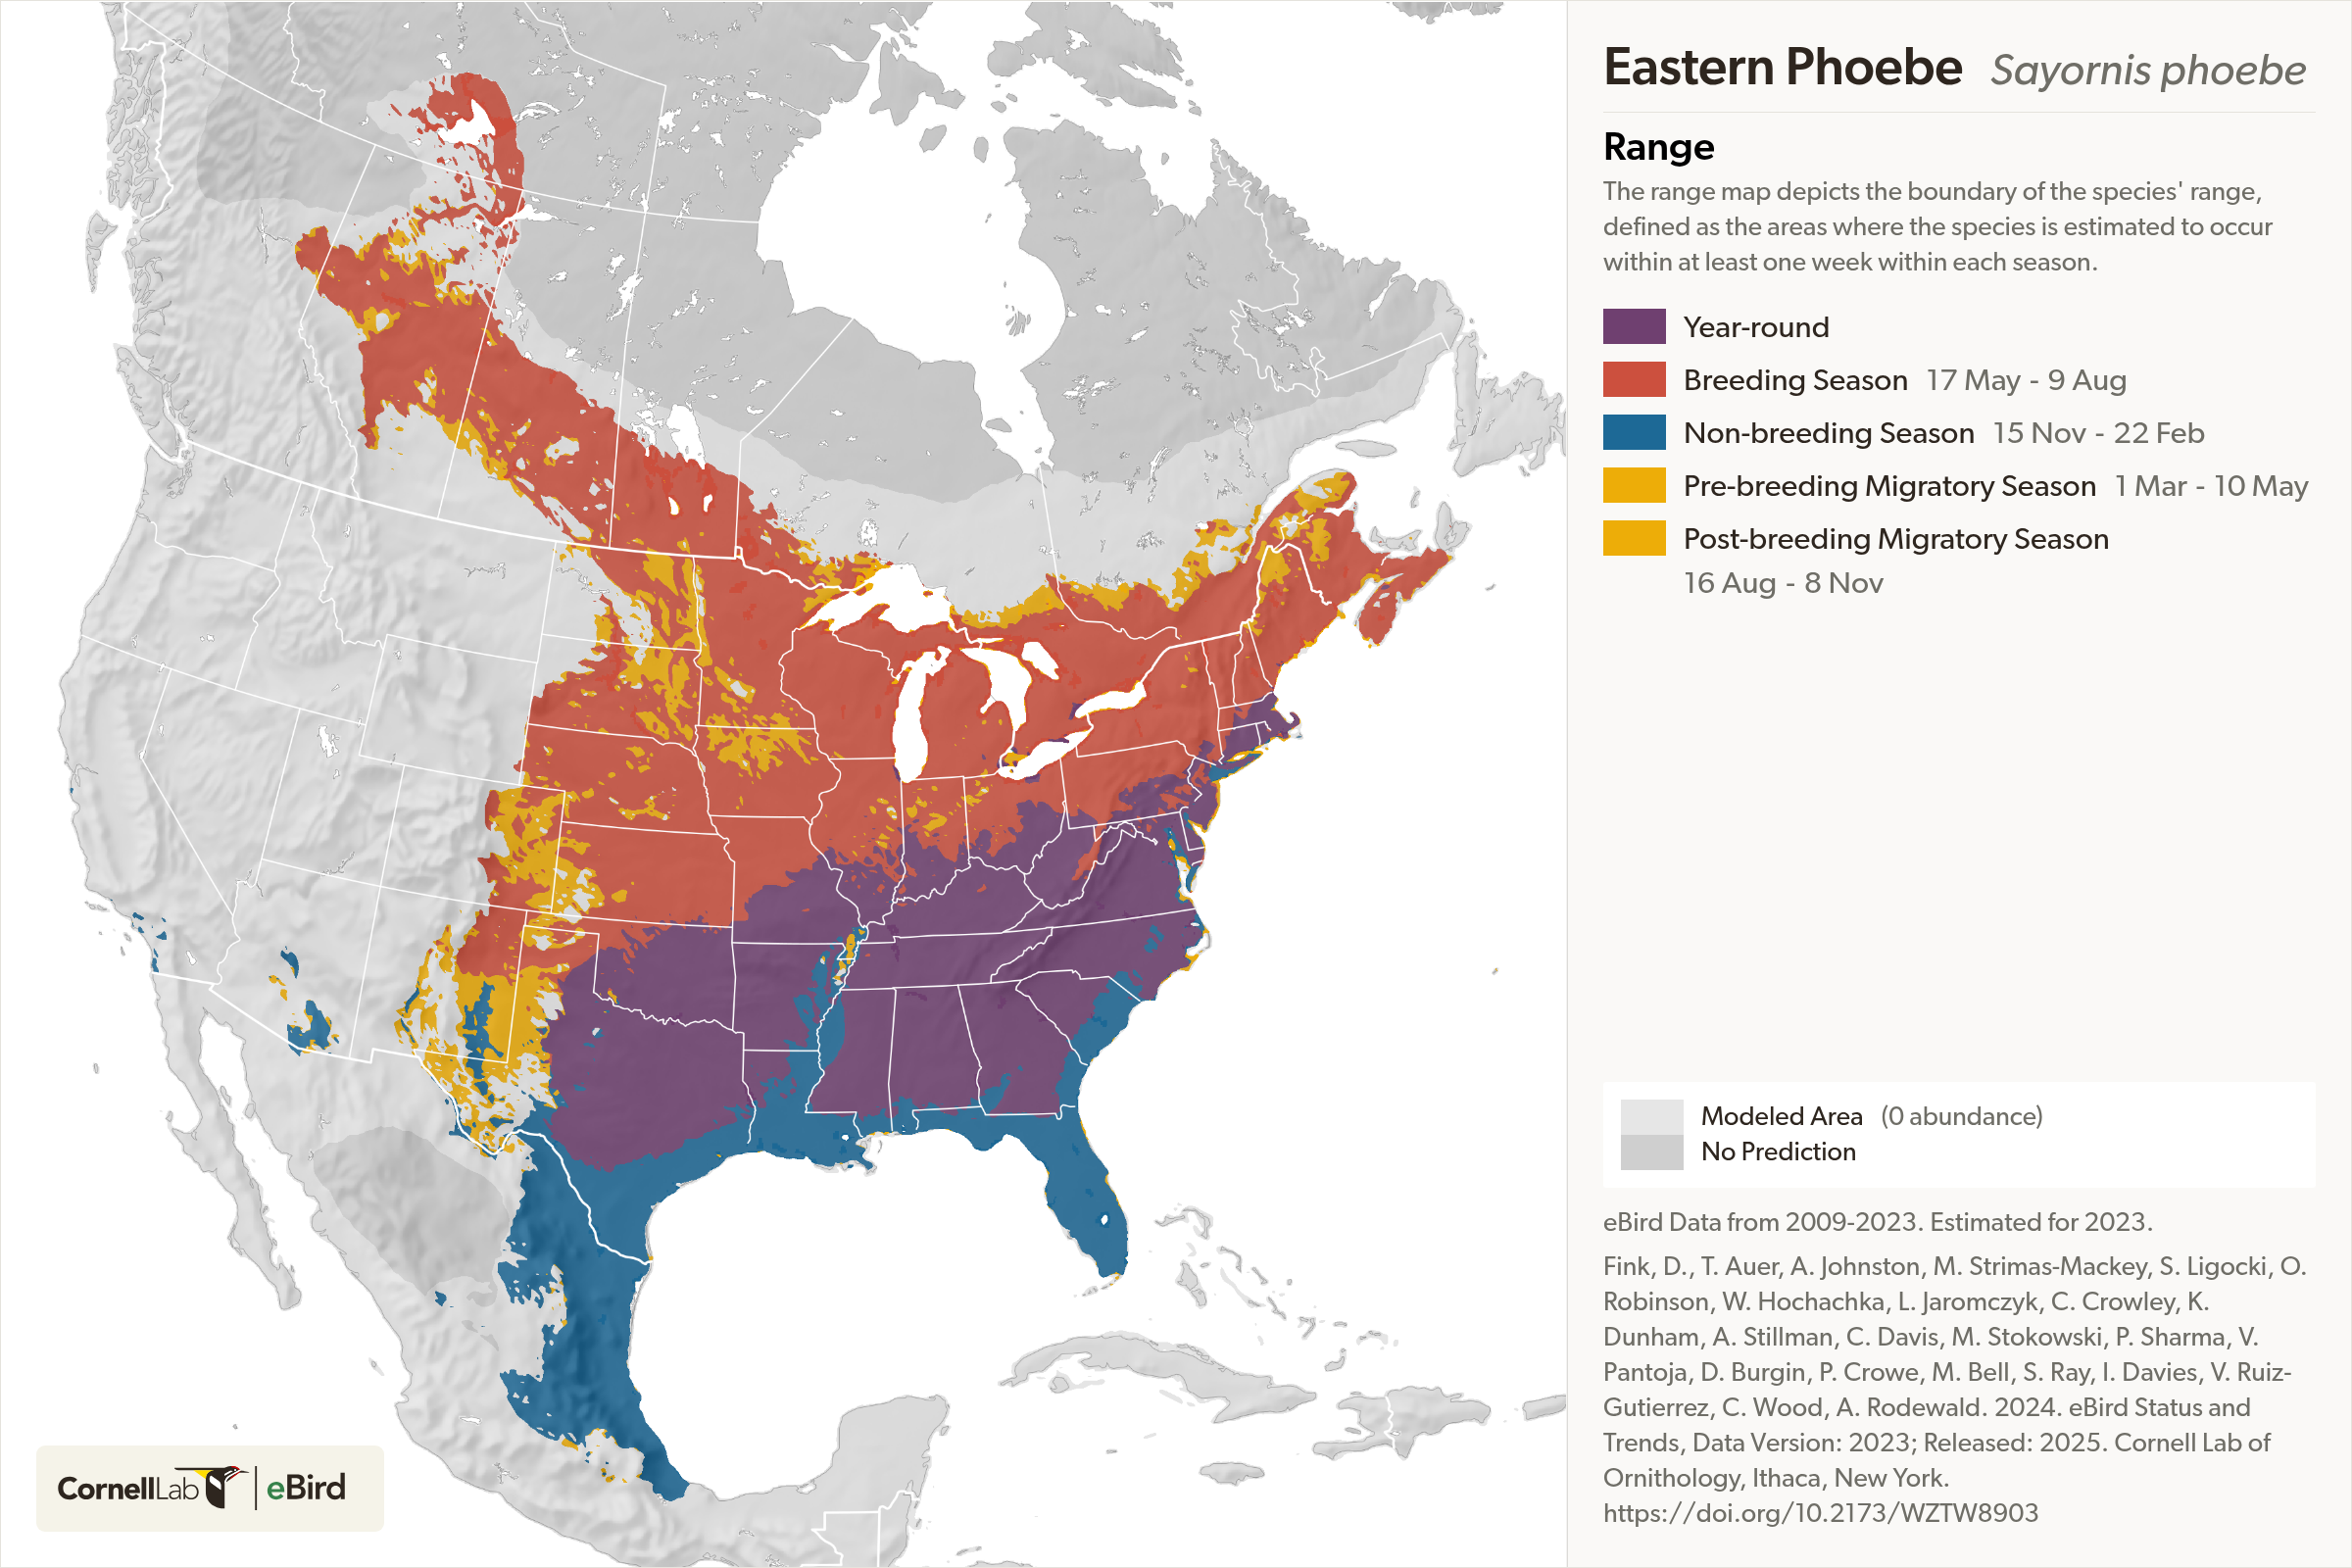 Eastern Phoebe Sayornis phoebe
Range
The range map depicts the boundary of the species' range,
defined as the areas where the species is estimated to occur
within at least one week within each season.
Year-round
Breeding Season 17 May - 9 Aug
Non-breeding Season 15 Nov - 22 Feb
Pre-breeding Migratory Season 1 Mar - 10 May
Post-breeding Migratory Season
16 Aug - 8 Nov
Modeled Area (0 abundance)
No Prediction
eBird Data from 2009-2023. Estimated for 2023.
Fink, D., T. Auer, A. Johnston, M. Strimas-Mackey, S. Ligocki, O.
Robinson, W. Hochachka, L. Jaromczyk, C. Crowley, K.
Dunham, A. Stillman, C. Davis, M. Stokowski, P. Sharma, V.
Pantoja, D. Burgin, P. Crowe, M. Bell, S. Ray, I. Davies, V. Ruiz-
Gutierrez, C. Wood, A. Rodewald. 2024. eBird Status and
Trends, Data Version: 2023; Released: 2025. Cornell Lab of
Ornithology, Ithaca, New York.
https://doi.org/10.2173/WZTW8903
CornellLab eBird